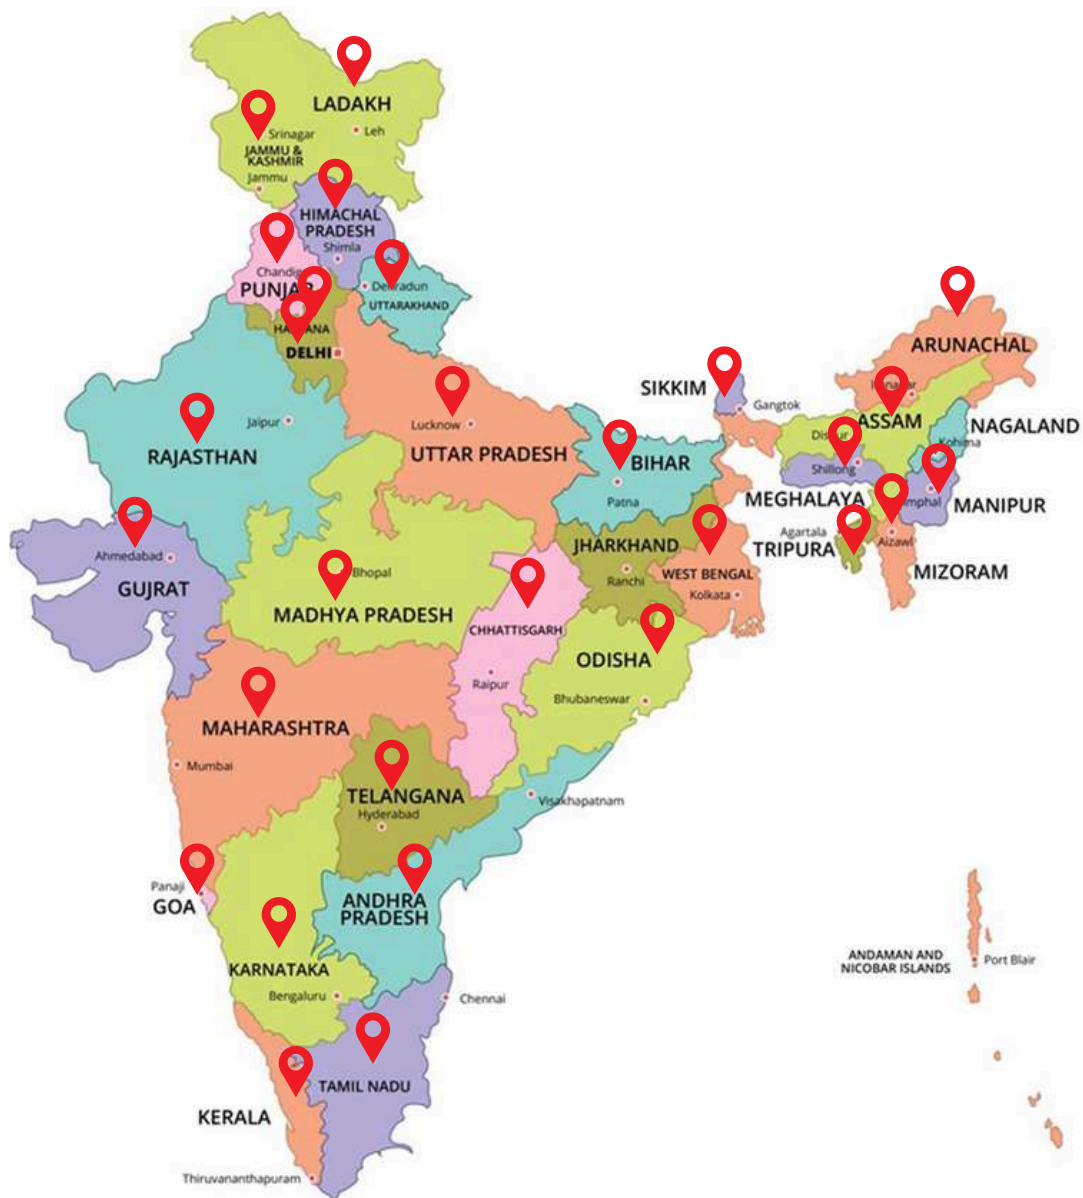 LADAKH
Srinagar
Leh
JAMMU &
KASHMIR
Jammu
HIMACHAL
PRADESH
Shimla
PUNJAB
UTTARAKHAND
DELHI
ARUNACHAL
SIKKIM
Gangtok
ASSAM
NAGALAND
Kohima
Jaipur
RAJASTHAN
Lucknow
UTTAR PRADESH
BIHAR
Patna
Shillong
MEGHALAYA
MANIPUR
Agartala
TRIPURA
Aizawl
MIZORAM
Ahmedabad
GUJRAT
Bhopal
MADHYA PRADESH
JHARKHAND
Ranchi
WEST BENGAL
Kolkata
CHHATTISGARH
Raipur
ODISHA
Bhubaneswar
MAHARASHTRA
Mumbai
TELANGANA
Hyderabad
Visakhapatnam
Panaji
GOA
ANDHRA
PRADESH
KARNATAKA
Bengaluru
Chennai
ANDAMAN AND
NICOBAR ISLANDS
Port Blair
TAMIL NADU
KERALA
Thiruvananthapuram